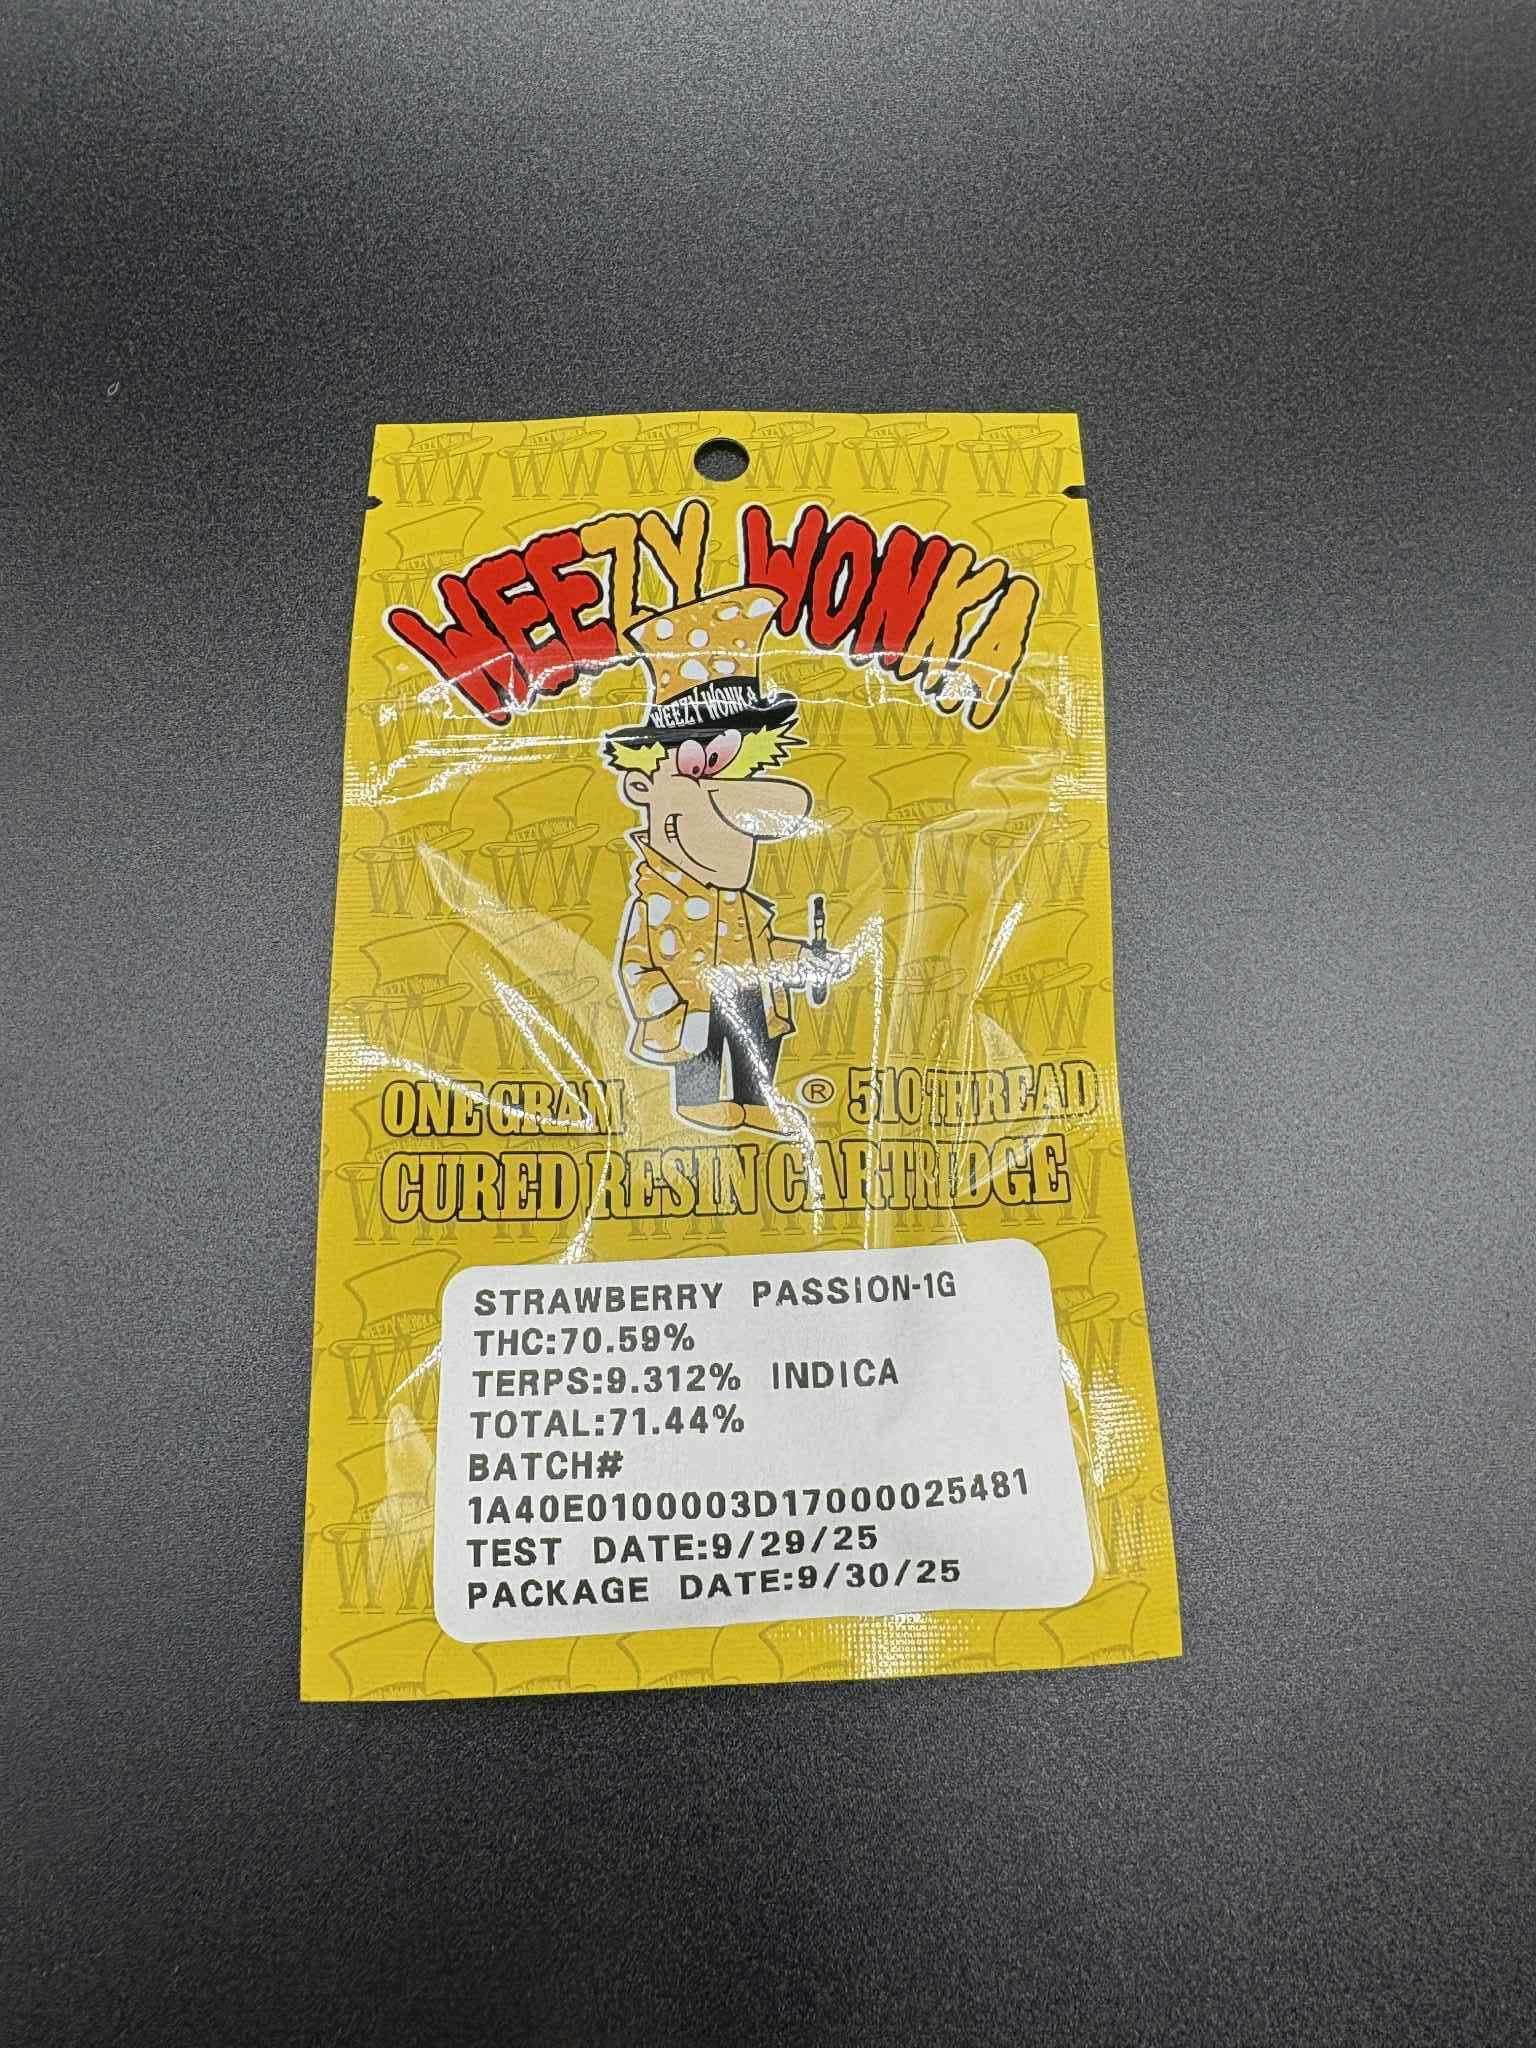 WEEZY WONKA
WEEZY WONKA
ONE GRAM ® 510 THREAD
CURED RESIN CARTRIDGE
STRAWBERRY PASSION-1G
THC:70.59%
TERPS:9.312% INDICA
TOTAL:71.44%
BATCH#
1A40E0100003D17000025481
TEST DATE:9/29/25
PACKAGE DATE:9/30/25